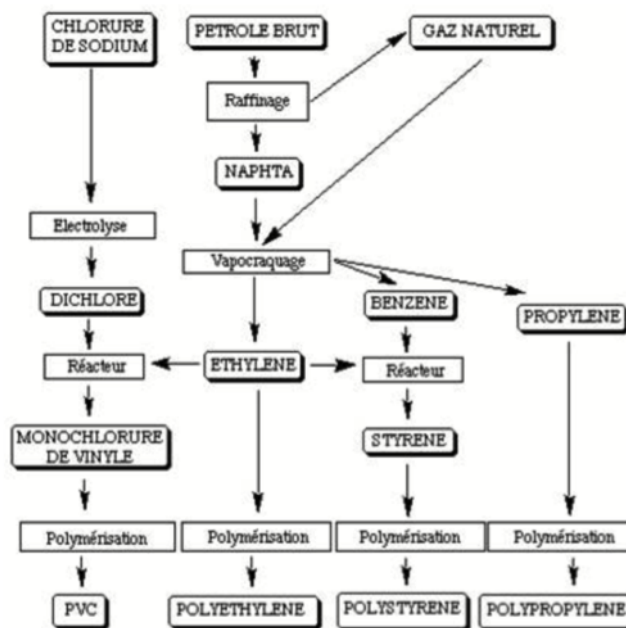 CHLORURE
DE SODIUM
PETROLE BRUT
GAZ NATUREL
Raffinage
NAPHTA
Electrolyse
Vapocraquage
DICHLORE
BENZENE
PROPYLENE
Réacteur
ETHYLENE
Réacteur
MONOCHLORURE
DE VINYLE
STYRENE
Polymérisation
Polymérisation
Polymérisation
Polymérisation
PVC
POLYETHYLENE
POLYSTYRENE
POLYPROPYLENE